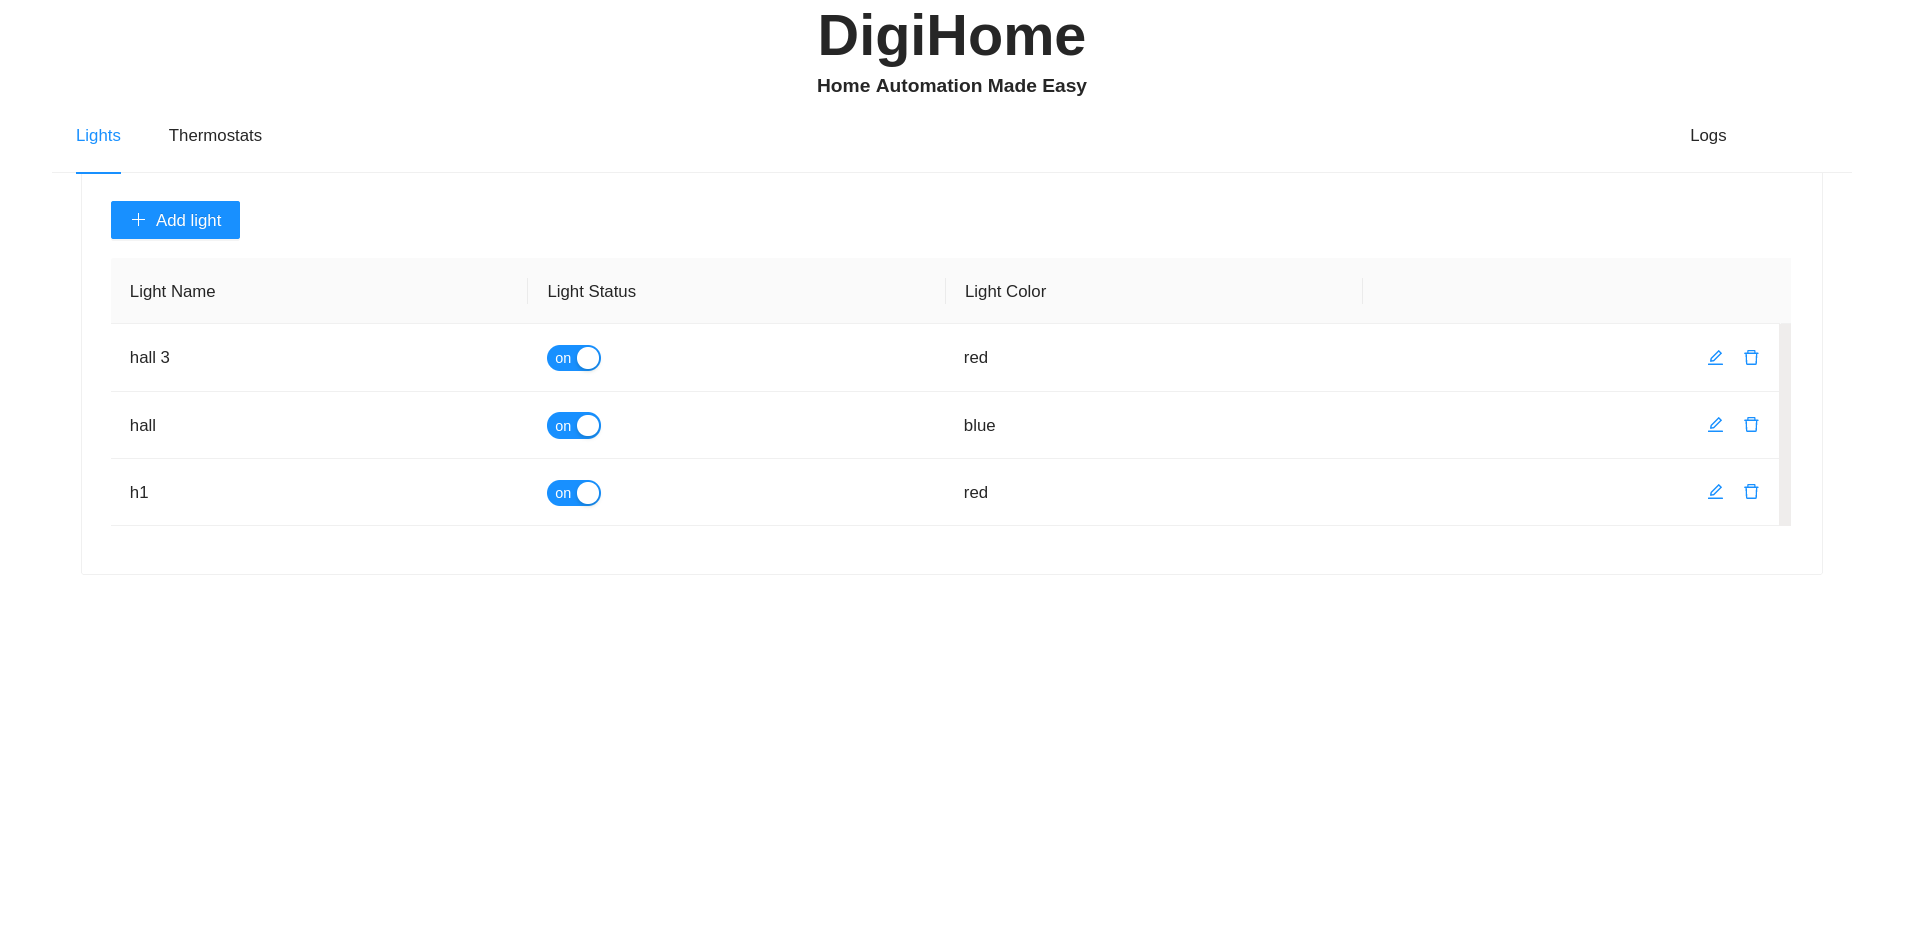 DigiHome
Home Automation Made Easy
Lights Thermostats Logs
Add light
Light Name Light Status Light Color
hall 3 on red
hall on blue
h1 on red